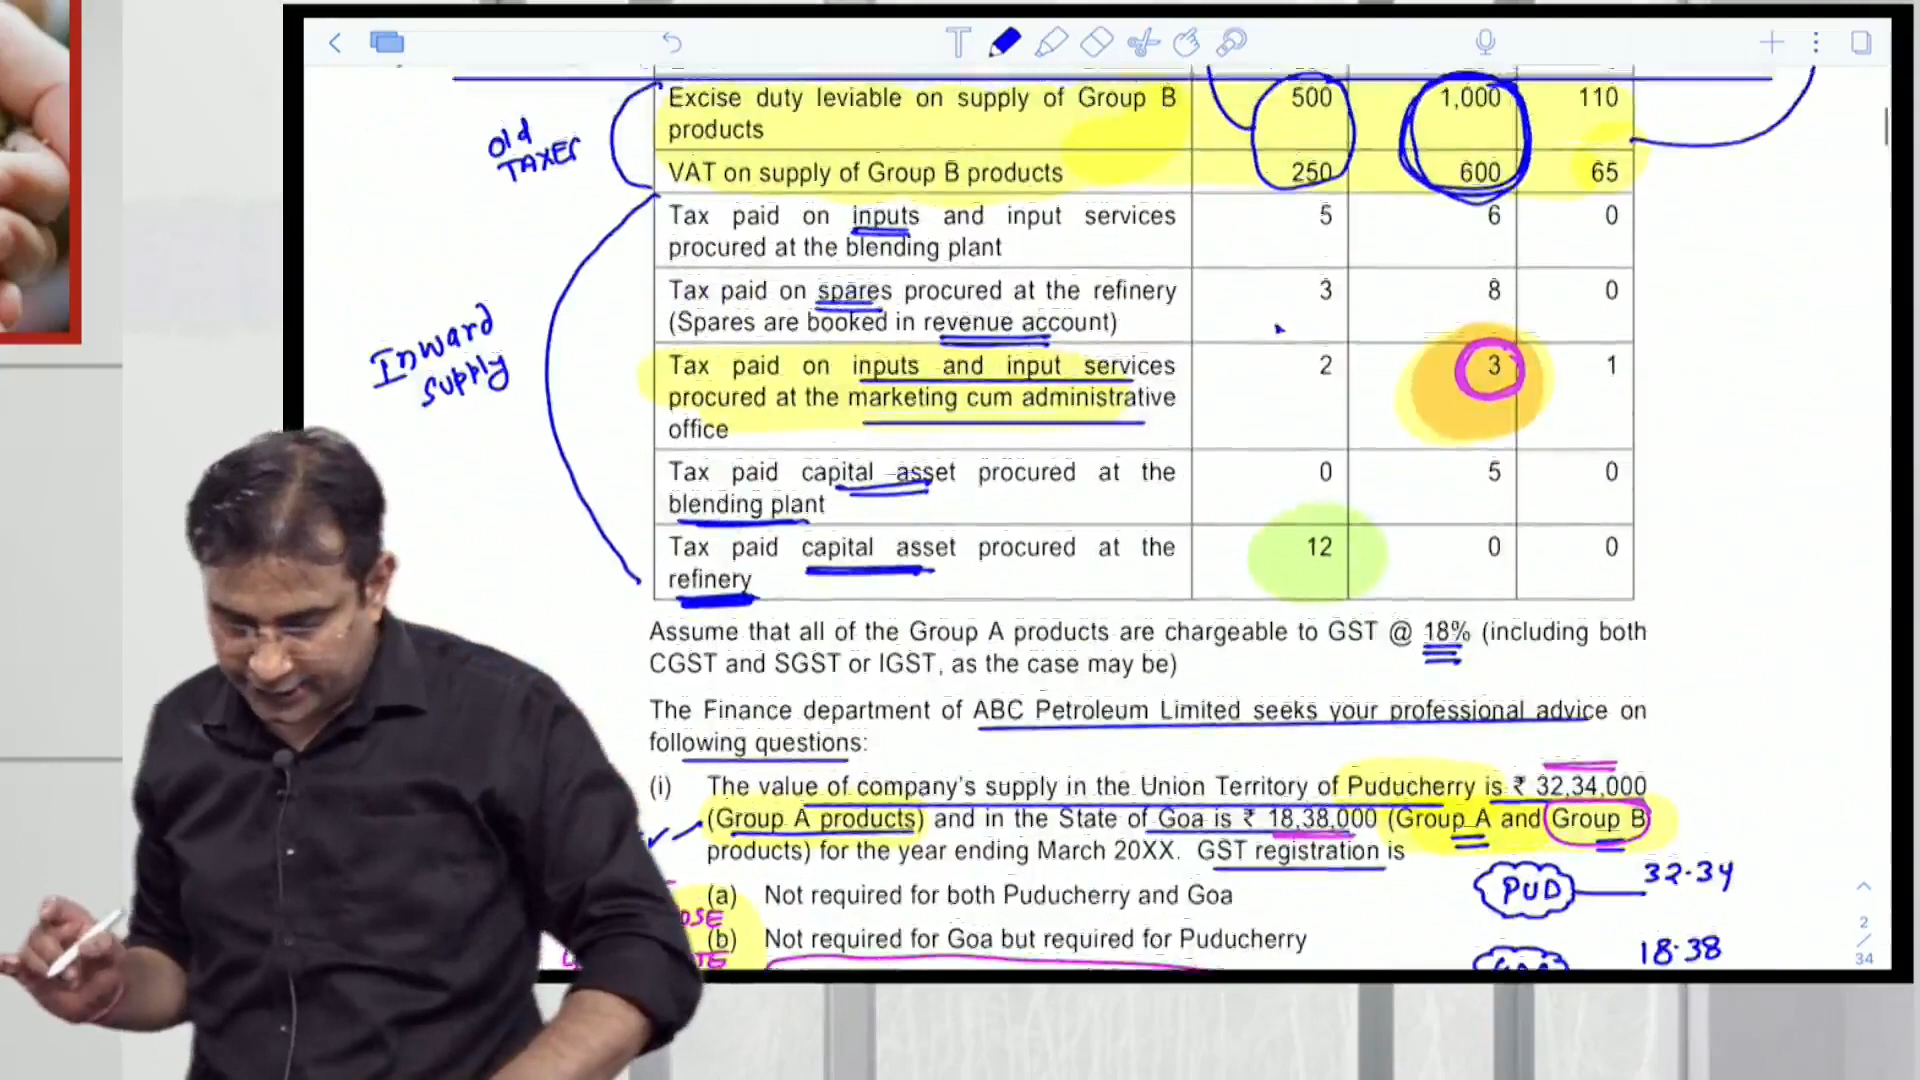 Excise duty leviable on supply of Group B 500 1,000 110
products
VAT on supply of Group B products 250 600 65
Tax paid on inputs and input services 5 6 0
procured at the blending plant
Tax paid on spares procured at the refinery 3 8 0
(Spares are booked in revenue account)
Tax paid on inputs and input services 2 3 1
procured at the marketing cum administrative
office
Tax paid capital asset procured at the 0 5 0
blending plant
Tax paid capital asset procured at the 12 0 0
refinery
old
TAXES
Inward
supply
Assume that all of the Group A products are chargeable to GST @ 18% (including both
CGST and SGST or IGST, as the case may be)
The Finance department of ABC Petroleum Limited seeks your professional advice on
following questions:
(i) The value of company's supply in the Union Territory of Puducherry is ₹ 32,34,000
(Group A products) and in the State of Goa is ₹ 18,38,000 (Group A and Group B
products) for the year ending March 20XX. GST registration is
(a) Not required for both Puducherry and Goa
(b) Not required for Goa but required for Puducherry
PUD 32.34
18.38
2
34